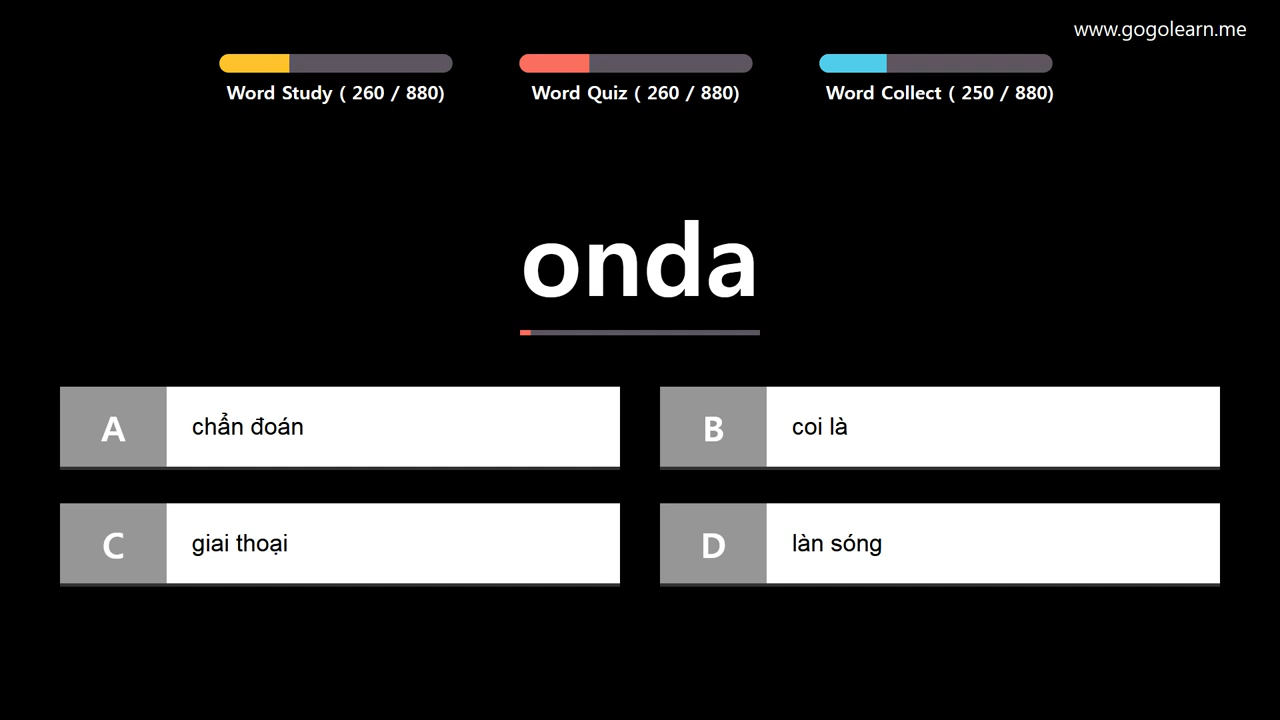 www.gogolearn.me
Word Study ( 260 / 880)
Word Quiz ( 260 / 880)
Word Collect ( 250 / 880)
onda
A
chẩn đoán
B
coi là
C
giai thoại
D
làn sóng